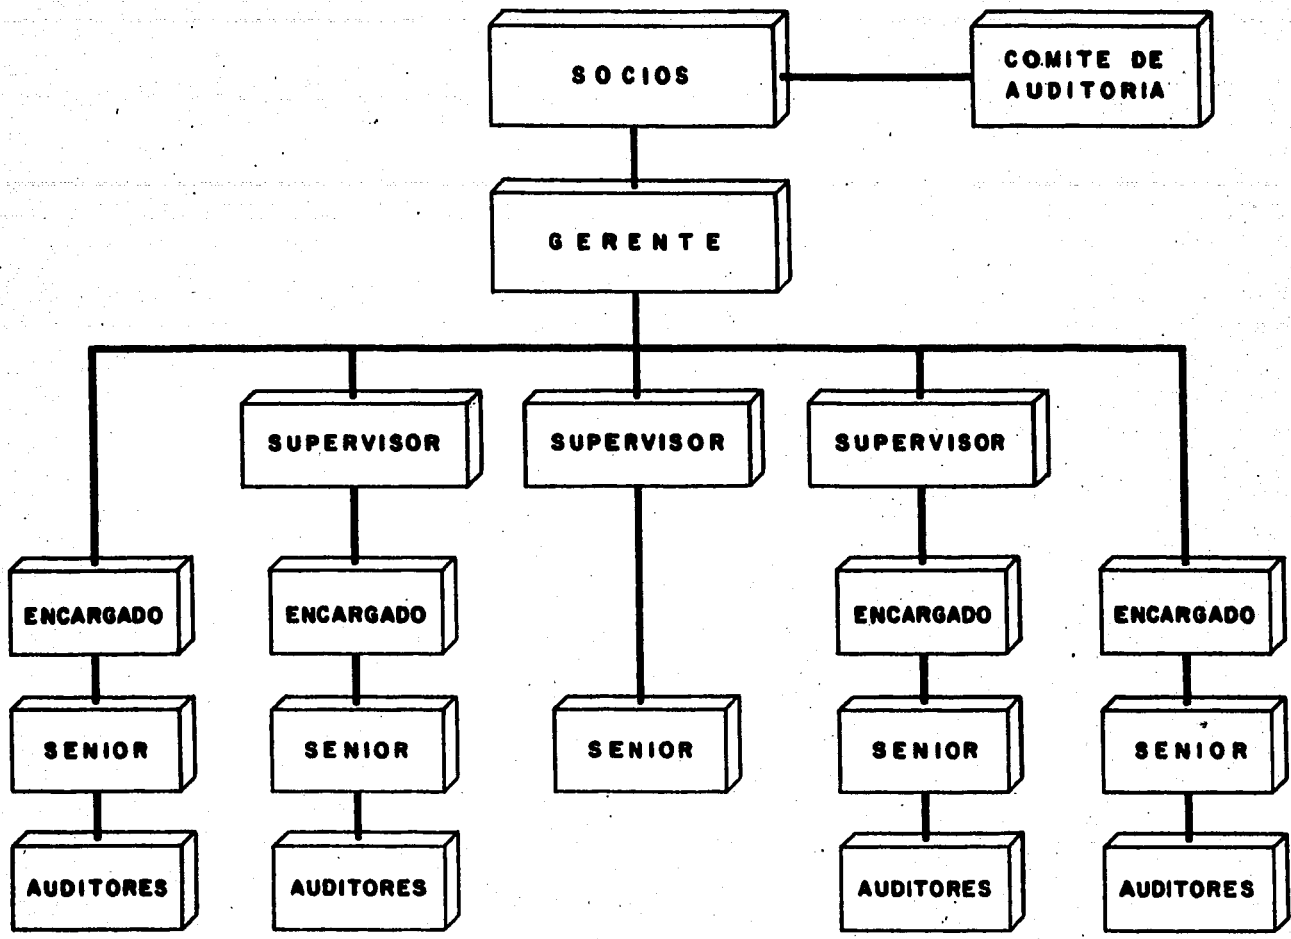 SOCIOS
COMITE DE
AUDITORIA
GERENTE
SUPERVISOR
SUPERVISOR
SUPERVISOR
ENCARGADO
ENCARGADO
ENCARGADO
ENCARGADO
SENIOR
SENIOR
SENIOR
SENIOR
SENIOR
AUDITORES
AUDITORES
AUDITORES
AUDITORES